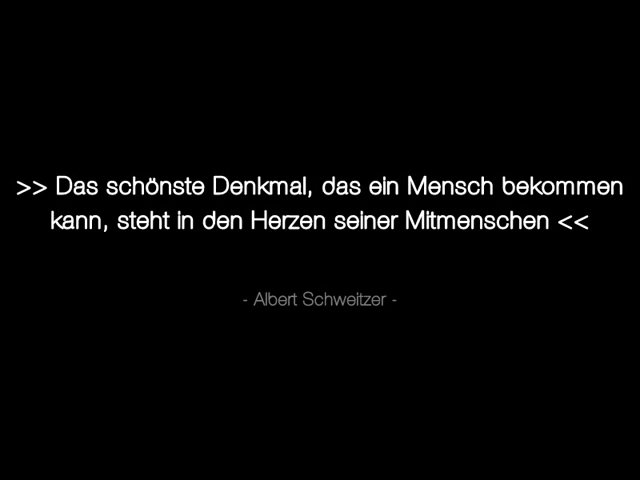 >> Das schönste Denkmal, das ein Mensch bekommen
kann, steht in den Herzen seiner Mitmenschen <<
- Albert Schweitzer -